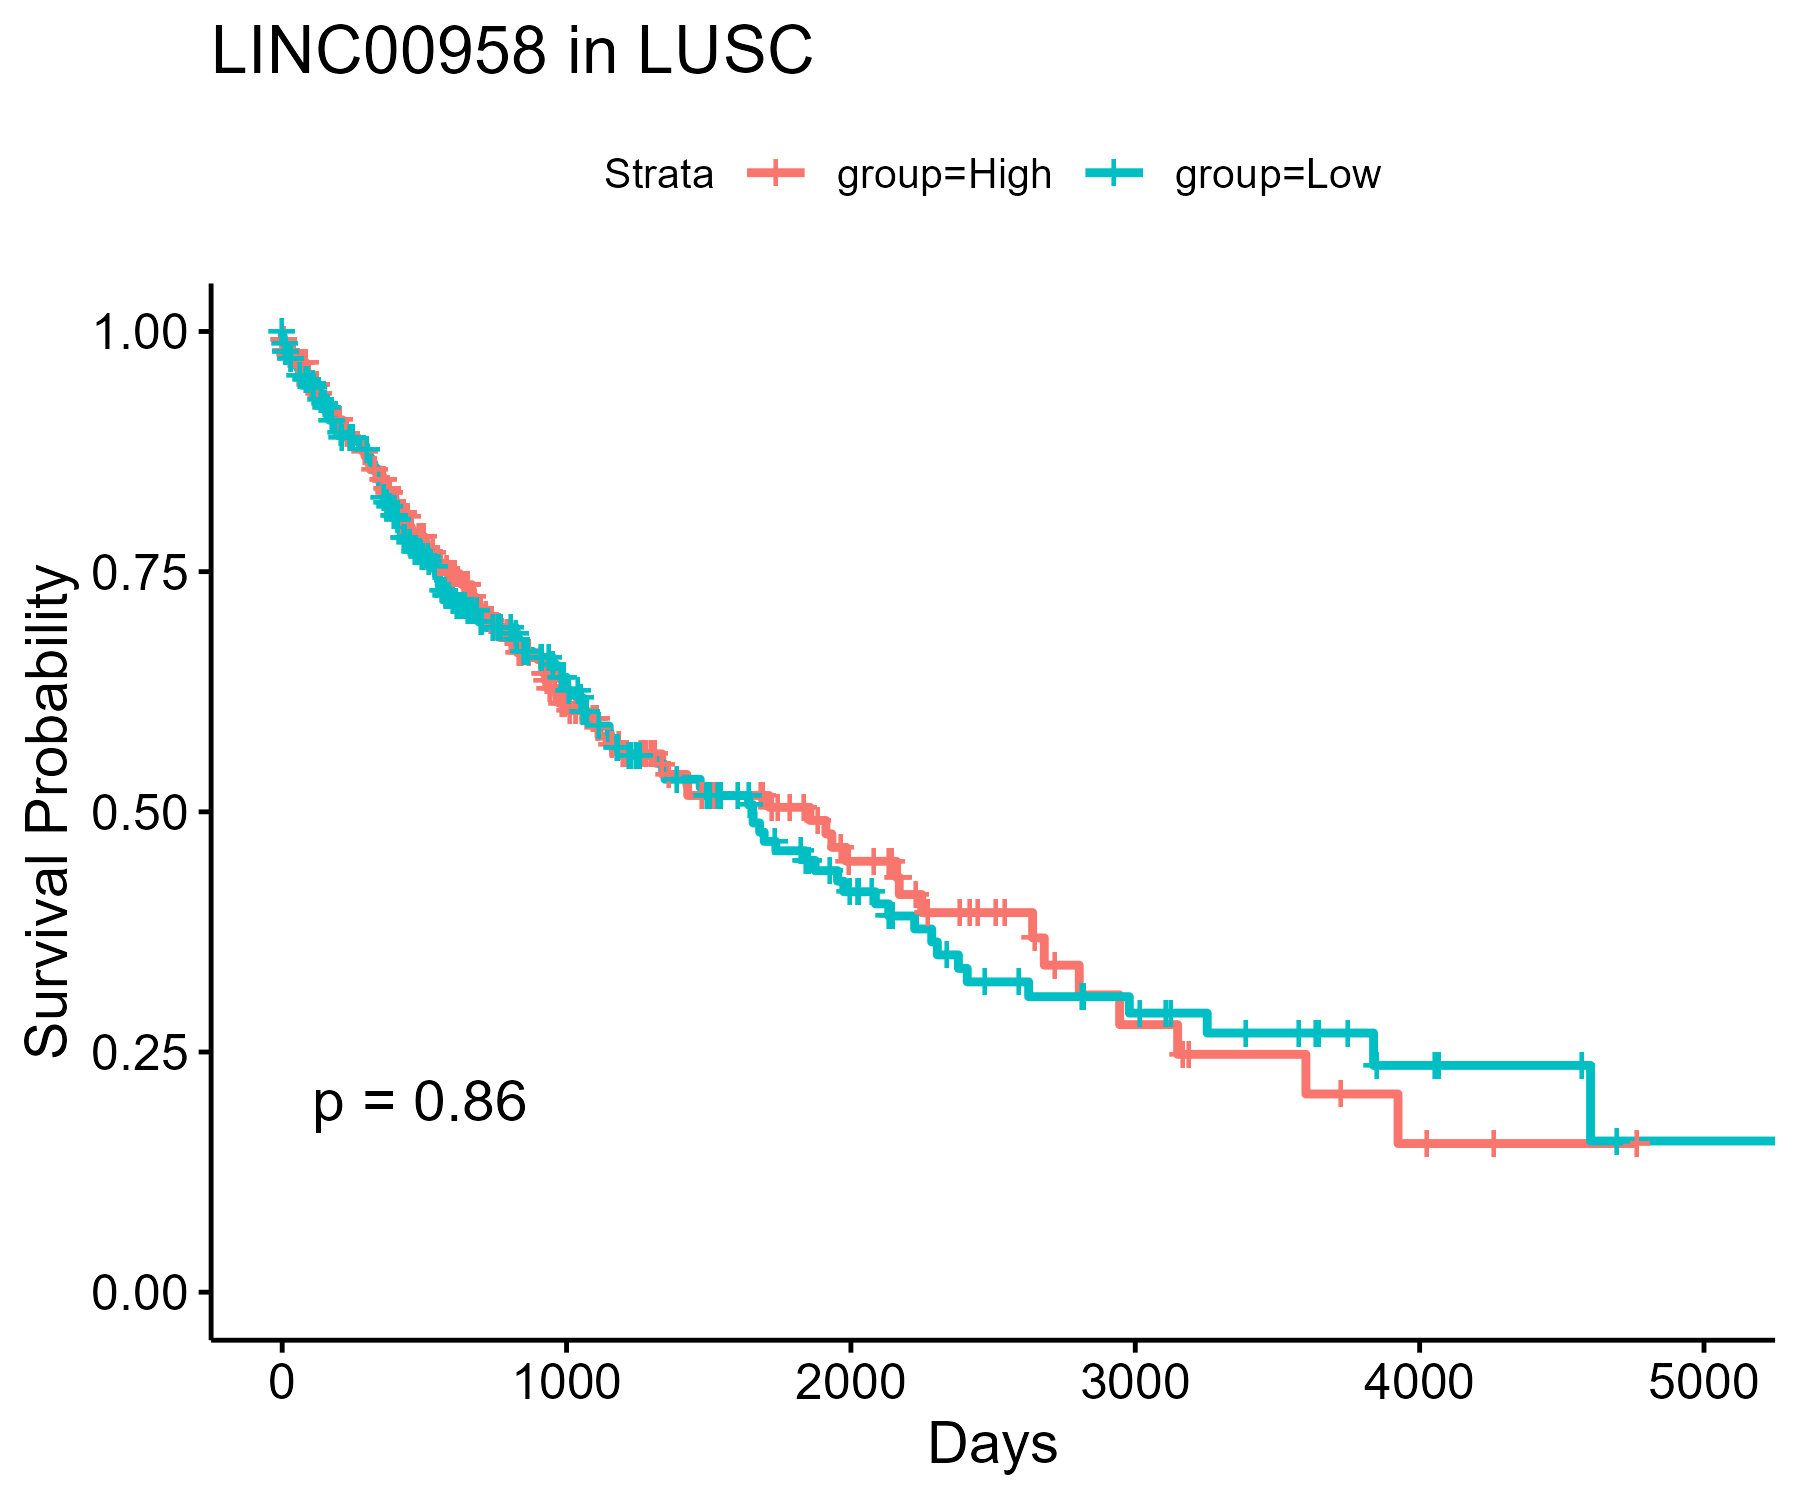 LINC00958 in LUSC
Strata group=High group=Low
Survival Probability
1.00
0.75
0.50
0.25
0.00
p = 0.86
0 1000 2000 3000 4000 5000
Days